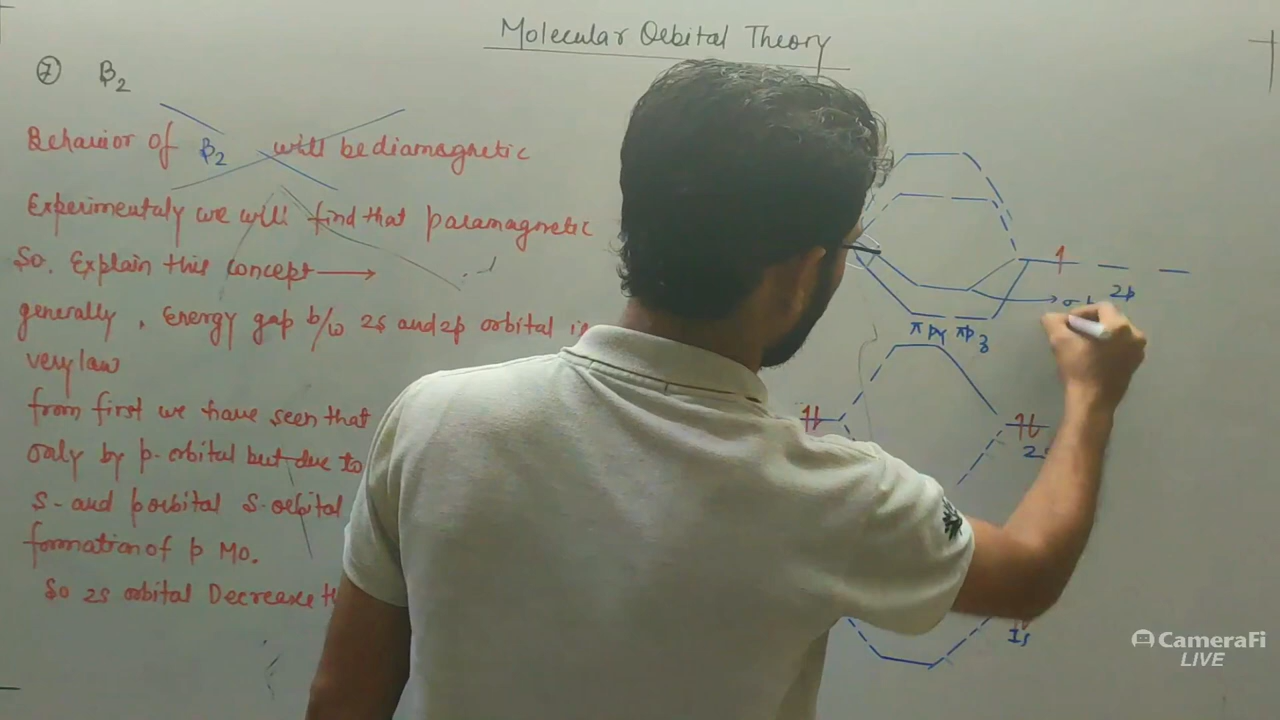 Molecular Orbital Theory
7 B2
Behavior of B2 will be diamagnetic
Experimentaly we will find that paramagnetic
So, Explain this concept →
generally, Energy gap b/w 2s and 2p orbital is
very law
from first we have seen that
only by p-orbital but due to
S- and p orbital S-orbital
formation of p Mo.
So 2s orbital Decrease
2p
πpy πpz
1s
CameraFi
LIVE